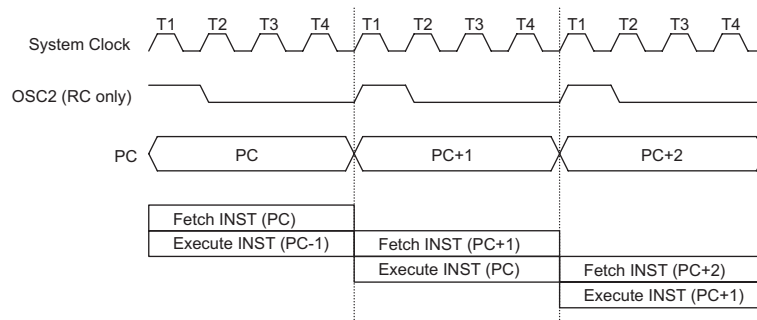 T1 T2 T3 T4 T1 T2 T3 T4 T1 T2 T3 T4
System Clock
OSC2 (RC only)
PC PC PC+1 PC+2
Fetch INST (PC)
Execute INST (PC-1) Fetch INST (PC+1)
Execute INST (PC) Fetch INST (PC+2)
Execute INST (PC+1)